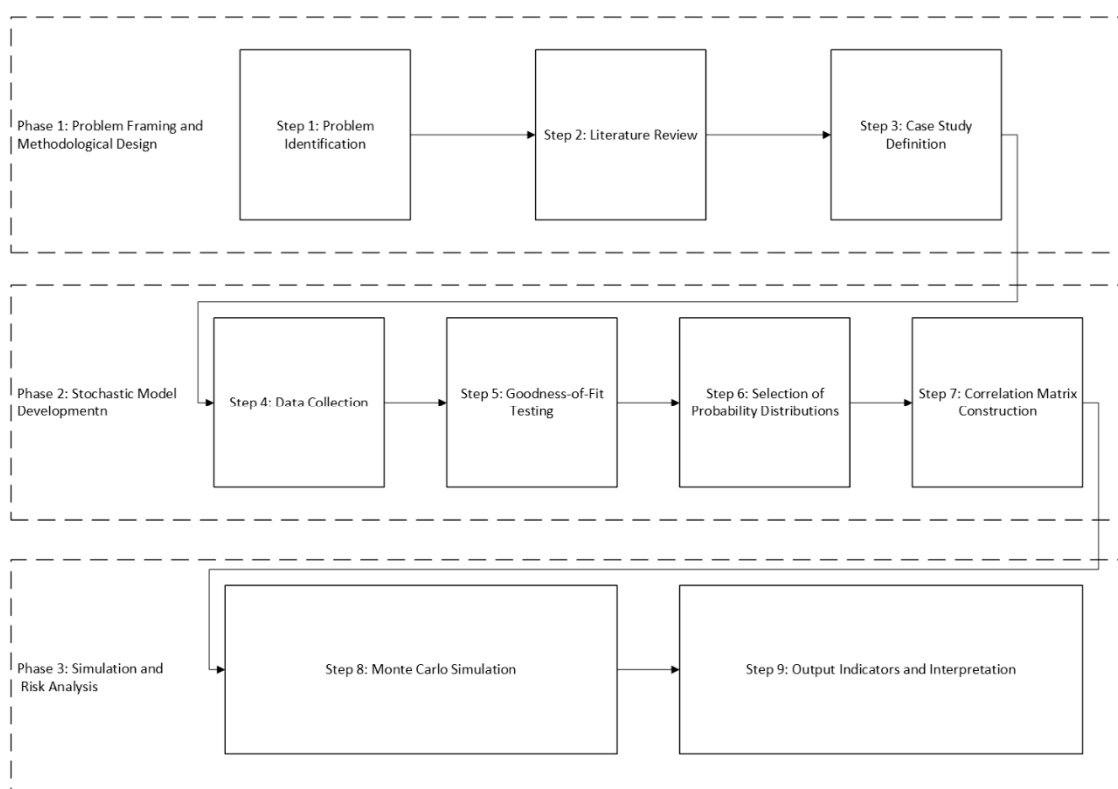 Phase 1: Problem Framing and
Methodological Design
Step 1: Problem
Identification
Step 2: Literature Review
Step 3: Case Study
Definition
Phase 2: Stochastic Model
Developmentn
Step 4: Data Collection
Step 5: Goodness-of-Fit
Testing
Step 6: Selection of
Probability Distributions
Step 7: Correlation Matrix
Construction
Phase 3: Simulation and
Risk Analysis
Step 8: Monte Carlo Simulation
Step 9: Output Indicators and Interpretation